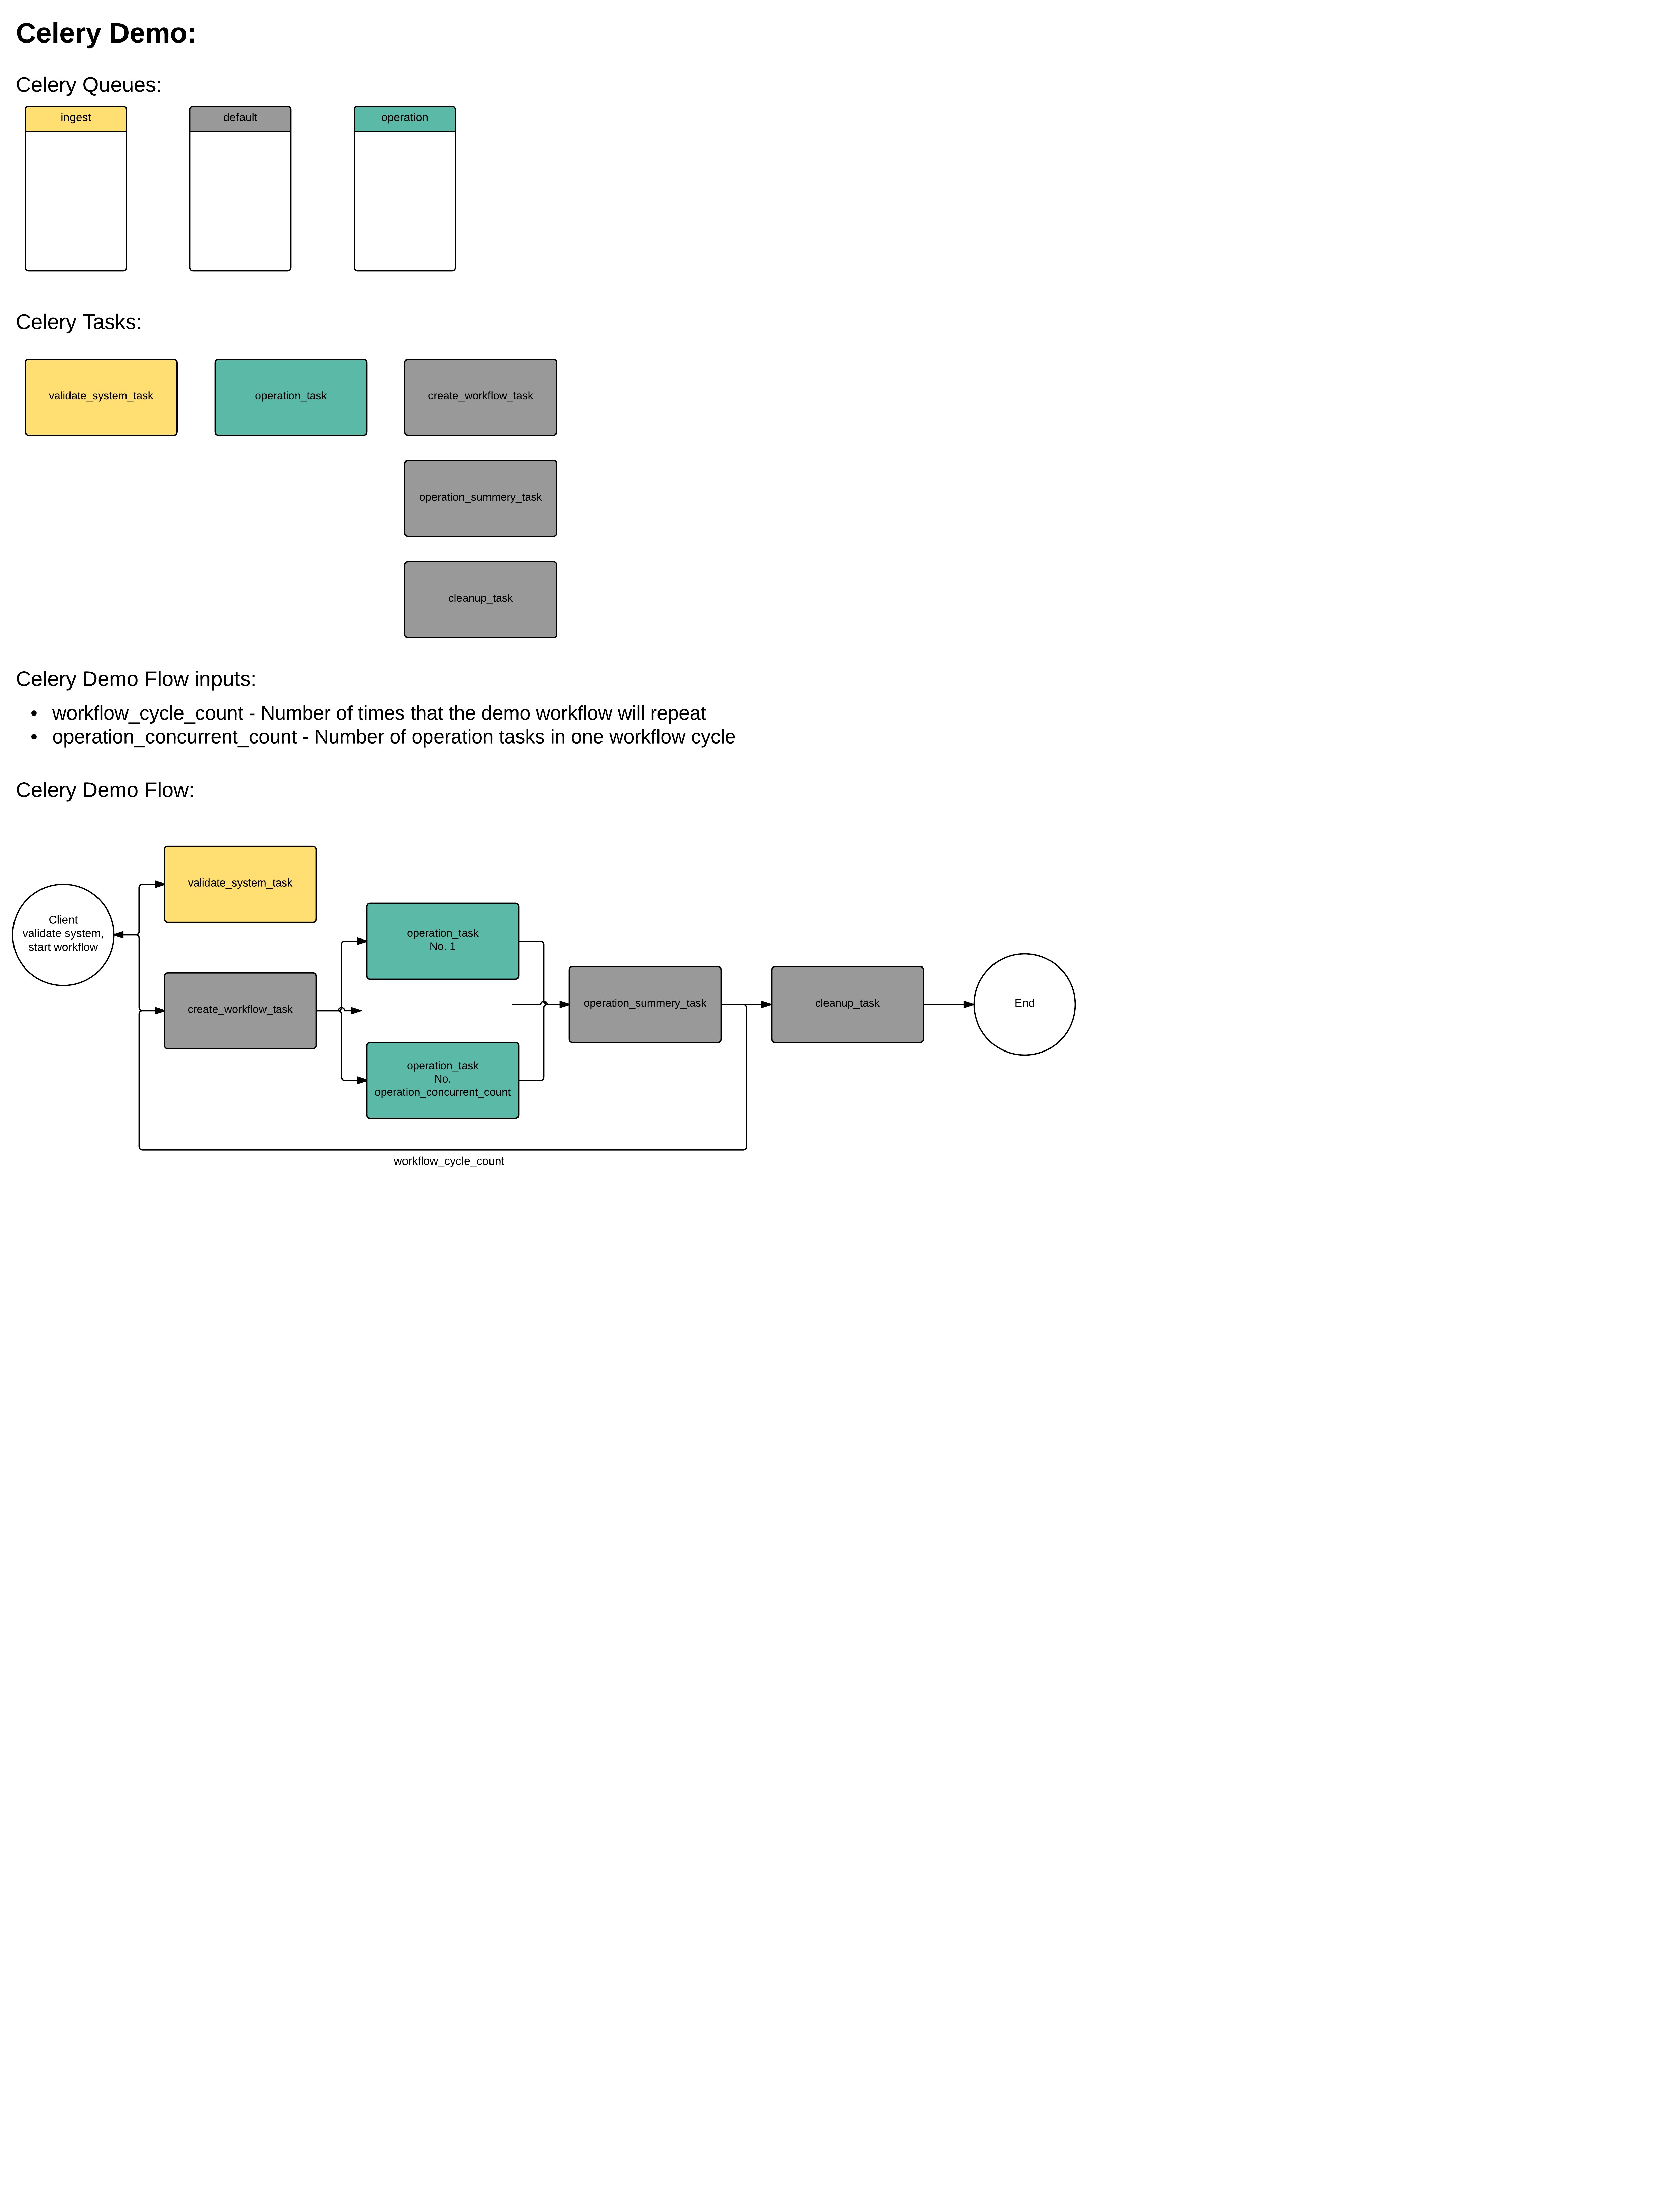 Celery Demo:
Celery Queues:
ingest
default
operation
Celery Tasks:
validate_system_task
operation_task
create_workflow_task
operation_summery_task
cleanup_task
Celery Demo Flow inputs:
• workflow_cycle_count - Number of times that the demo workflow will repeat
• operation_concurrent_count - Number of operation tasks in one workflow cycle
Celery Demo Flow:
Client
validate system,
start workflow
validate_system_task
create_workflow_task
operation_task
No. 1
operation_task
No.
operation_concurrent_count
operation_summery_task
cleanup_task
End
workflow_cycle_count